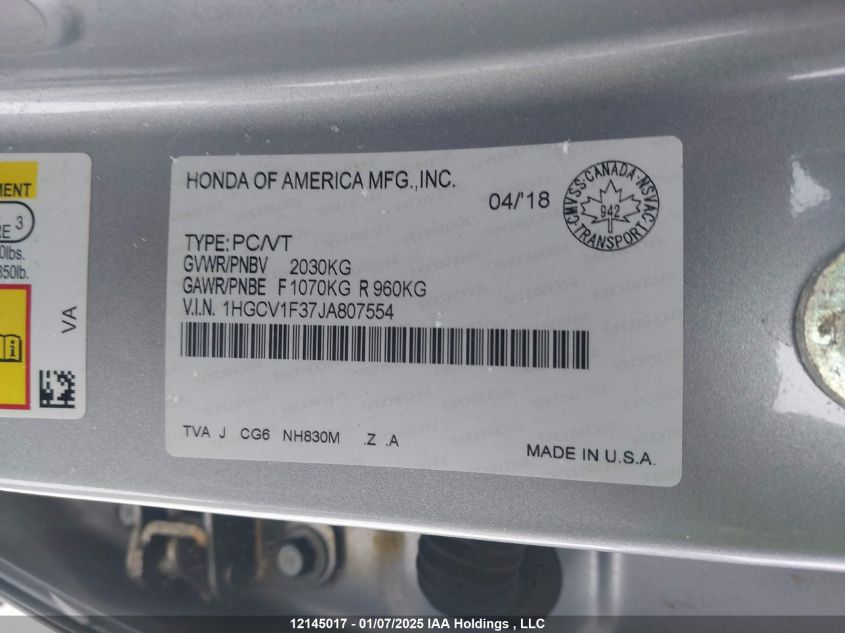 MENT
3
0lbs.
850lb.
VA
HONDA OF AMERICA MFG.,INC.
04/'18
CMVSS·CANADA·NSVAC
942
TRANSPORT
TYPE:PC/VT
GVWR/PNBV 2030KG
GAWR/PNBE F 1070KG R 960KG
V.I.N. 1HGCV1F37JA807554
TVA J CG6 NH830M .Z .A
MADE IN U.S.A.
12145017 - 01/07/2025 IAA Holdings , LLC